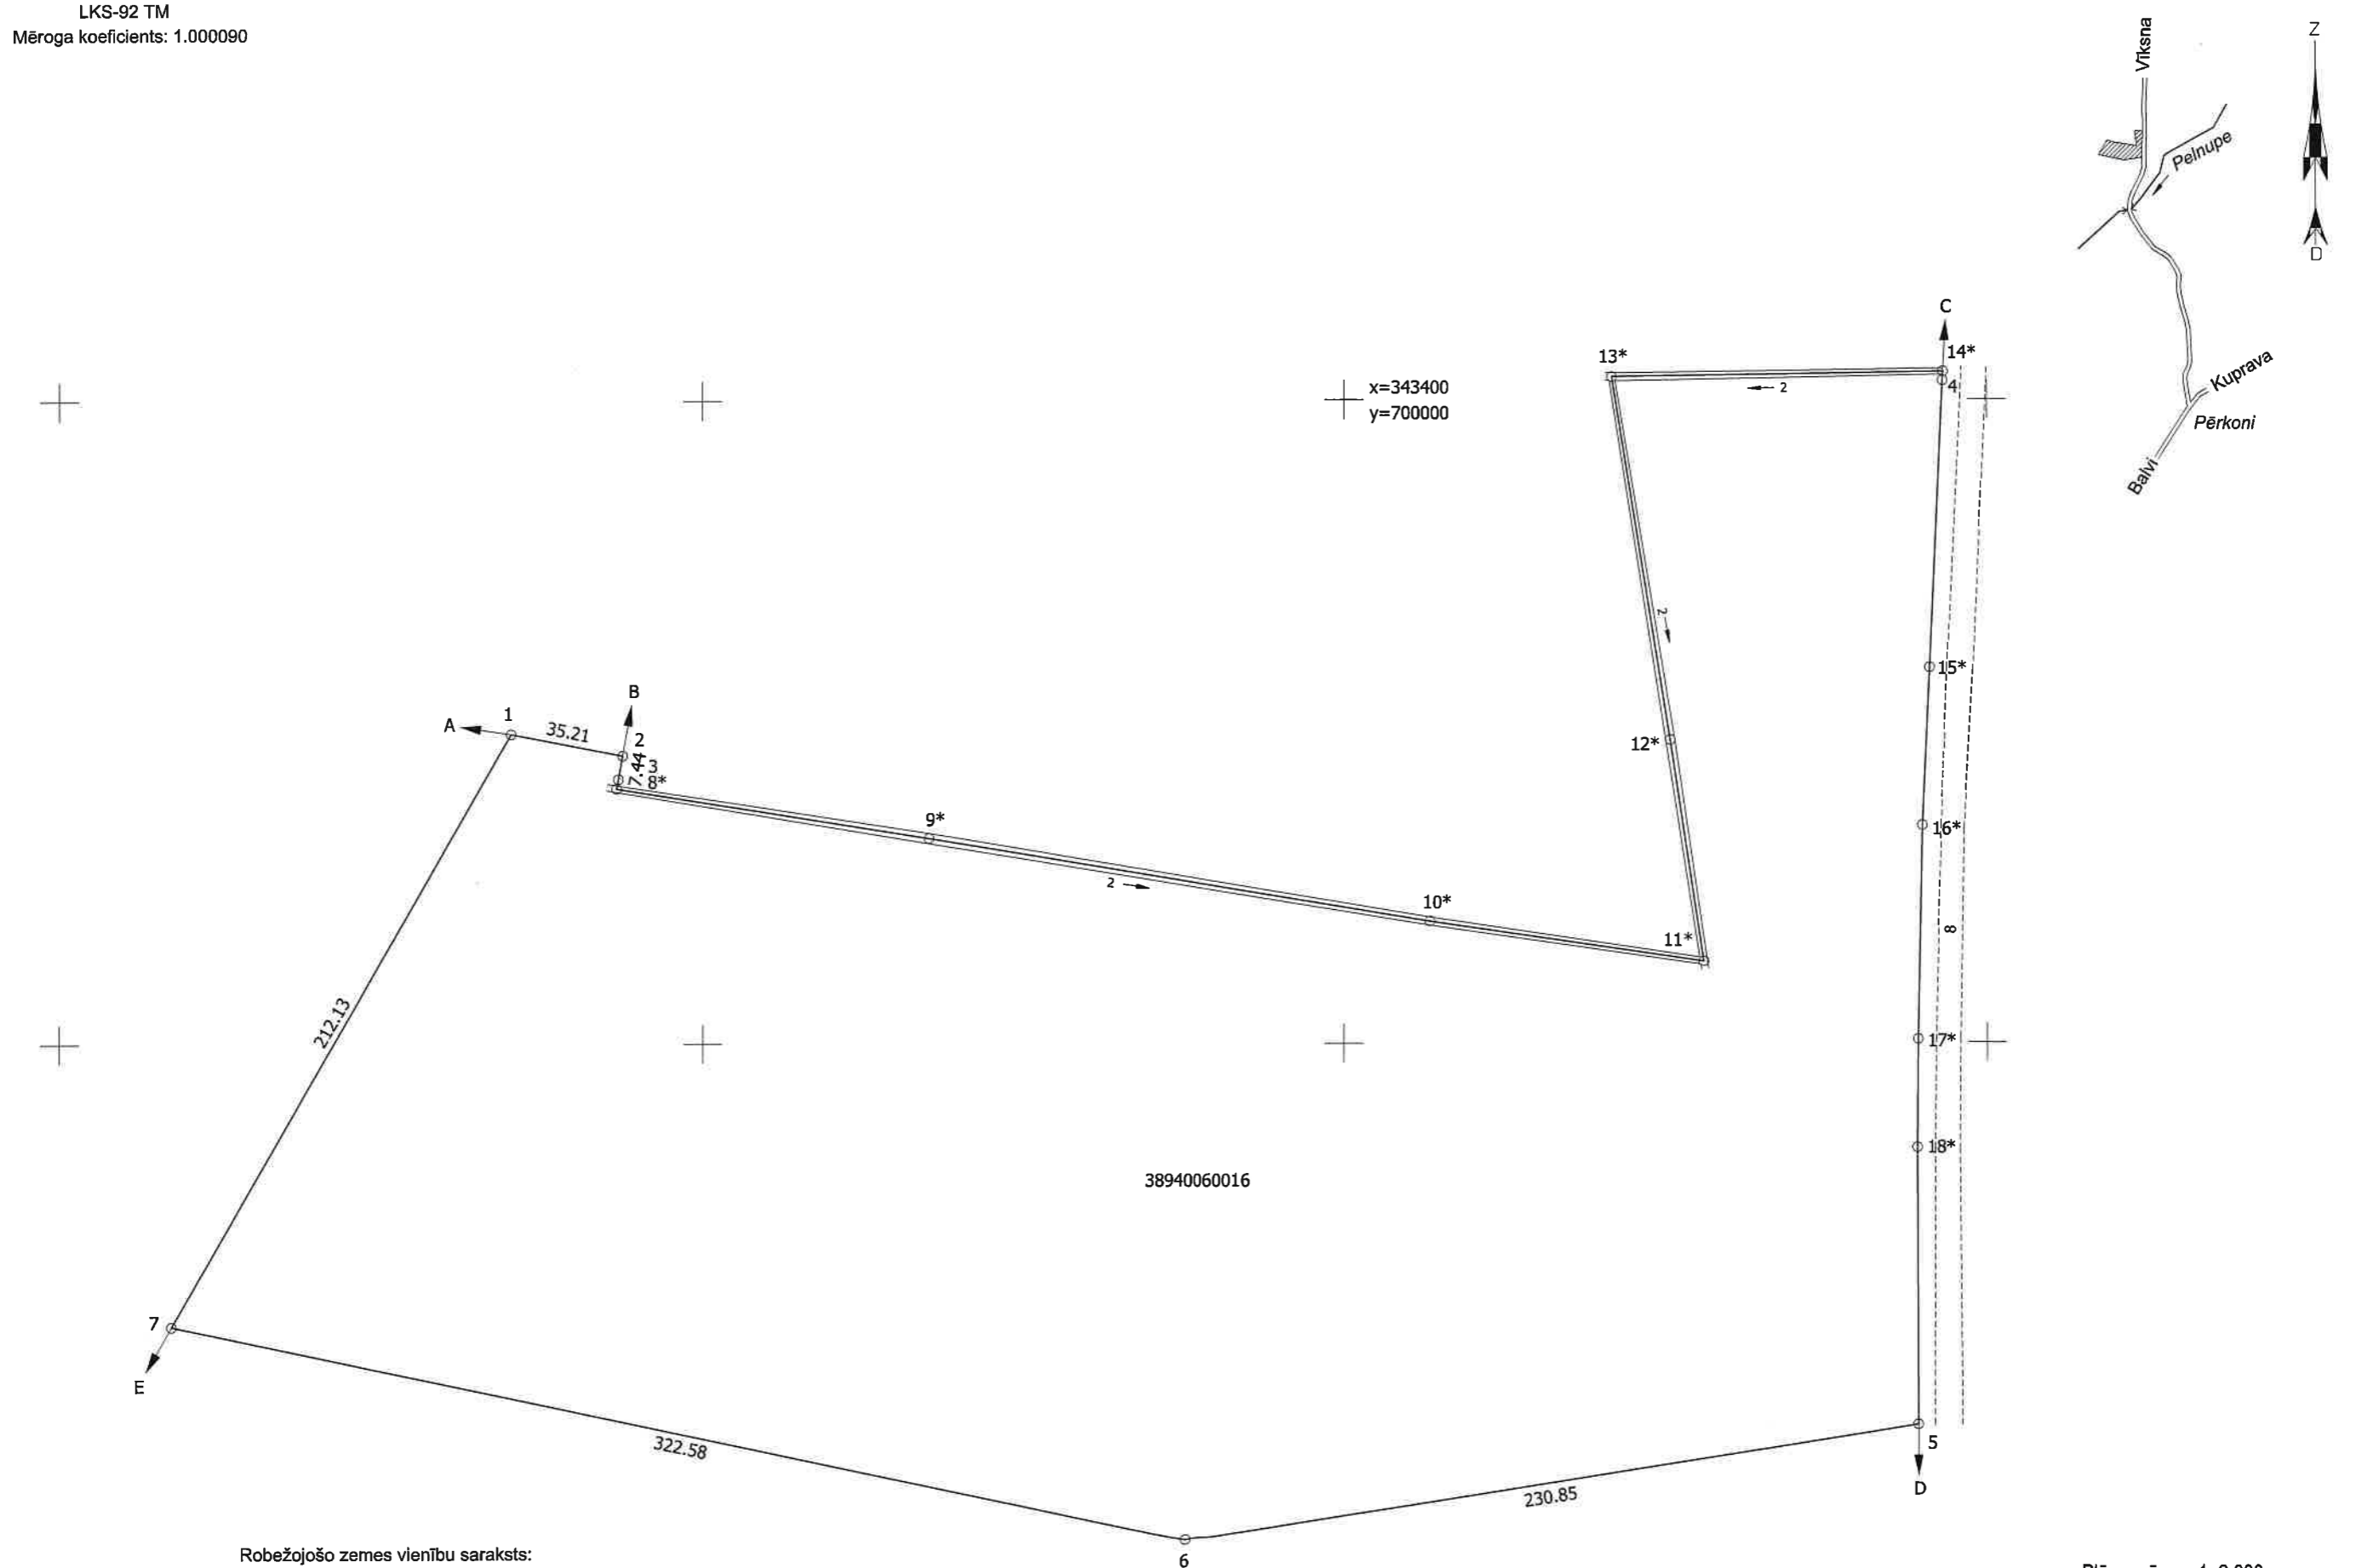 LKS-92 TM
Mēroga koeficients: 1.000090
Vīksna
Z
Pelnupe
D
Kuprava
Pērkoni
Balvi
C
13*
14*
4
2
x=343400
y=700000
2
15*
B
A
1
35.21
2
3
7.44
8*
12*
9*
16*
2
10*
11*
8
212.13
17*
18*
38940060016
7
E
322.58
5
230.85
D
6
Robežojošo zemes vienību saraksts: